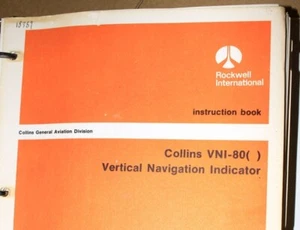 Rockwell
International
instruction book
Collins General Aviation Division
Collins VNI-80( )
Vertical Navigation Indicator